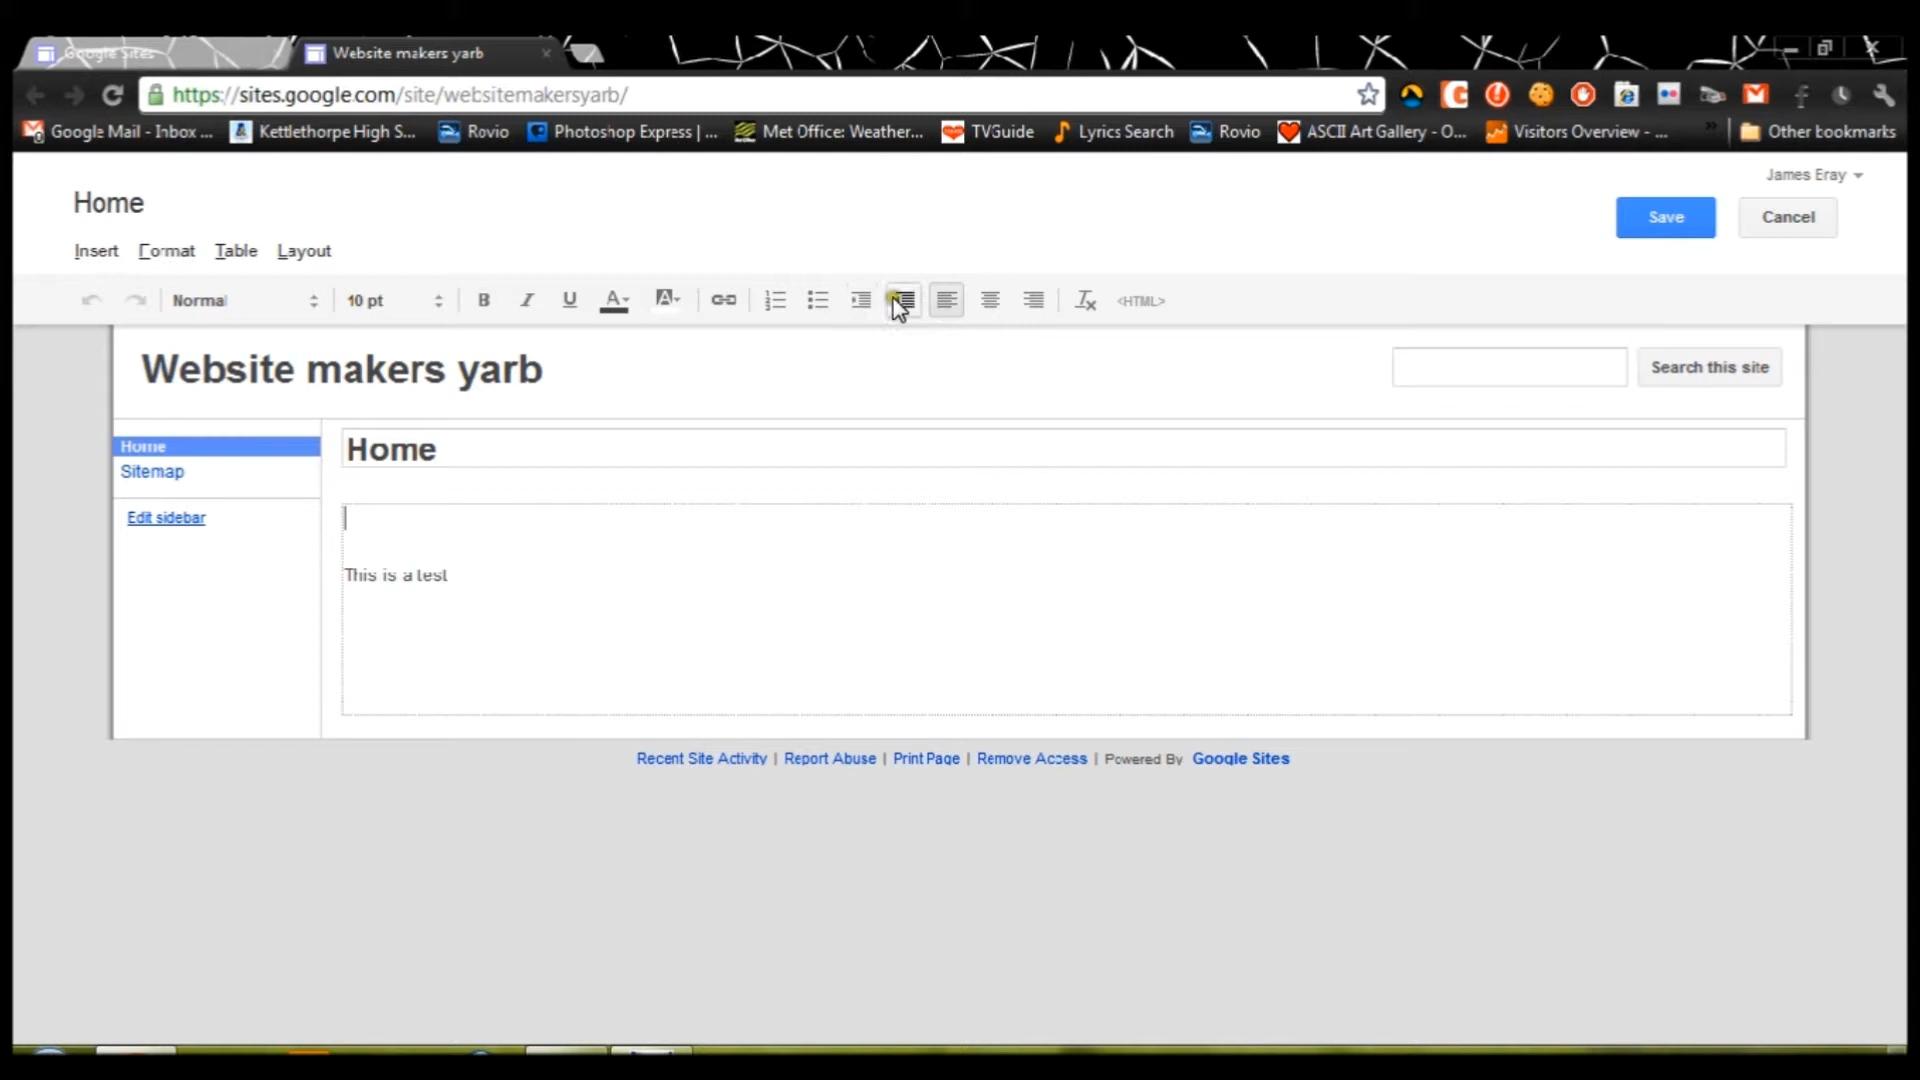 Google Sites
Website makers yarb
https://sites.google.com/site/websitemakersyarb/
Google Mail - Inbox ...
Kettlethorpe High S...
Rovio
Photoshop Express | ...
Met Office: Weather...
TVGuide
Lyrics Search
Rovio
ASCII Art Gallery - O...
Visitors Overview - ...
Other bookmarks
James Eray
Home
Save
Cancel
Insert
Format
Table
Layout
Normal
10 pt
B
I
U
A
A
<HTML>
Website makers yarb
Search this site
Home
Sitemap
Edit sidebar
Home
This is a test
Recent Site Activity | Report Abuse | Print Page | Remove Access | Powered By Google Sites